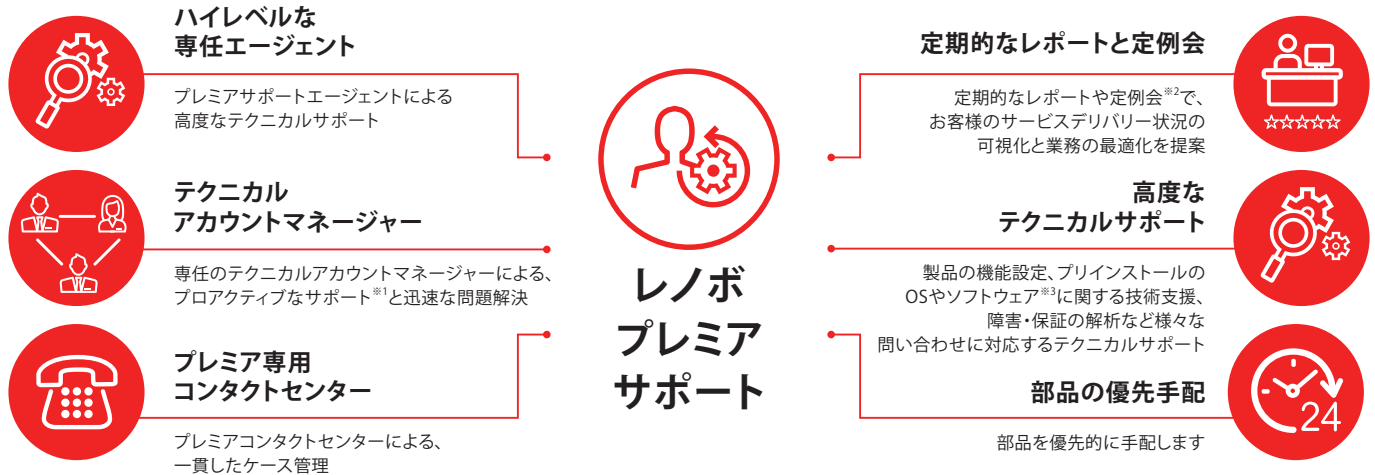 ハイレベルな
専任エージェント
プレミアサポートエージェントによる
高度なテクニカルサポート
テクニカル
アカウントマネージャー
専任のテクニカルアカウントマネージャーによる、
プロアクティブなサポート※1と迅速な問題解決
プレミア専用
コンタクトセンター
プレミアコンタクトセンターによる、
一貫したケース管理
レノボ
プレミア
サポート
定期的なレポートと定例会
定期的なレポートや定例会※2で、
お客様のサービスデリバリー状況の
可視化と業務の最適化を提案
高度な
テクニカルサポート
製品の機能設定、プリインストールの
OSやソフトウェア※3に関する技術支援、
障害・保証の解析など様々な
問い合わせに対応するテクニカルサポート
部品の優先手配
部品を優先的に手配します
24